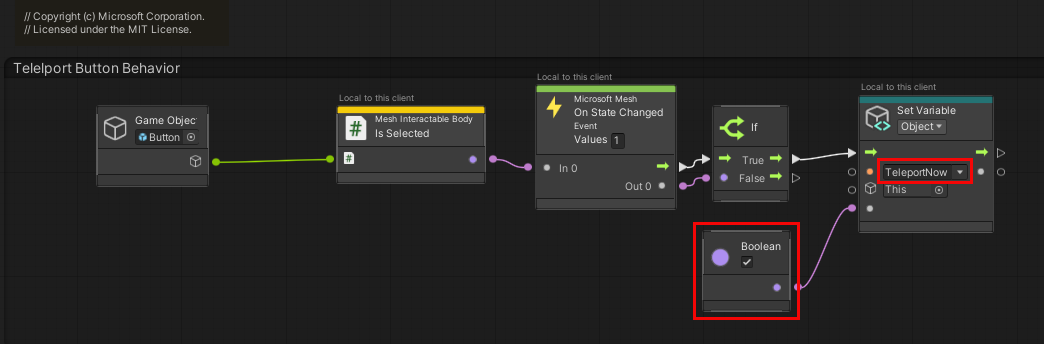 // Copyright (c) Microsoft Corporation.
// Licensed under the MIT License.
Telelport Button Behavior
Game Objec
Button
Local to this client
Mesh Interactable Body
Is Selected
Local to this client
Microsoft Mesh
On State Changed
Event
Values 1
In 0
Out 0
If
True
False
Boolean
Local to this client
Set Variable
Object
TeleportNow
This